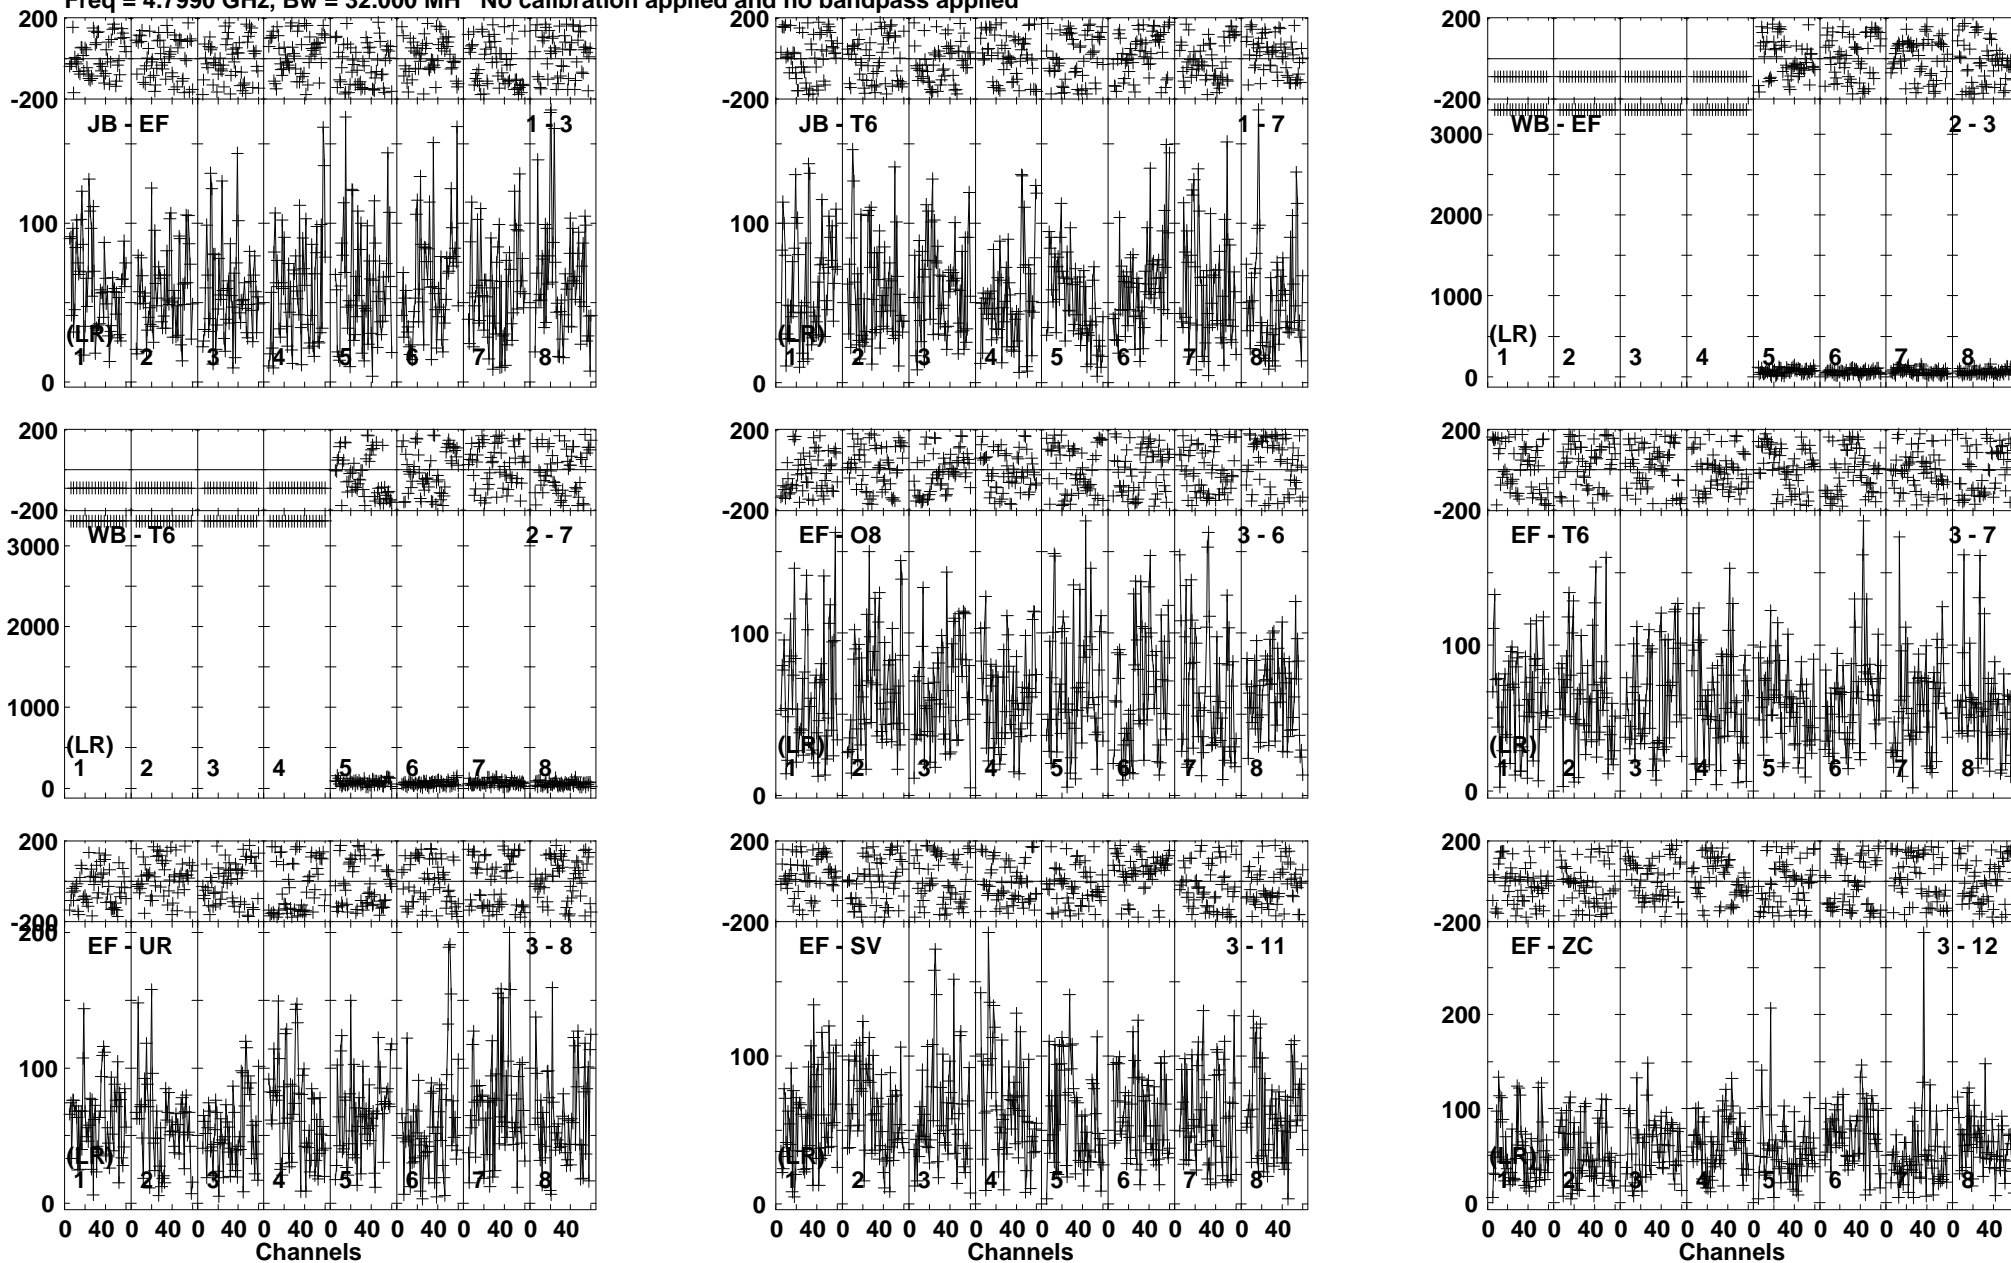 Freq = 4.7990 GHz, Bw = 32.000 MH No calibration applied and no bandpass applied
200
-200
JB - EF 1 - 3
100
0
(LR)
1 2 3 4 5 6 7 8
200
-200
JB - T6 1 - 7
100
0
(LR)
1 2 3 4 5 6 7 8
200
-200
WB - EF 2 - 3
3000
2000
1000
0
(LR)
1 2 3 4 5 6 7 8
200
-200
WB - T6 2 - 7
3000
2000
1000
0
(LR)
1 2 3 4 5 6 7 8
200
-200
EF - O8 3 - 6
100
0
(LR)
1 2 3 4 5 6 7 8
200
-200
EF - T6 3 - 7
100
0
(LR)
1 2 3 4 5 6 7 8
200
-200
200
EF - UR 3 - 8
100
0
(LR)
1 2 3 4 5 6 7 8
0 40 0 40 0 40 0 40 0 40 0 40 0 40 0 40
Channels
200
-200
EF - SV 3 - 11
100
0
(LR)
1 2 3 4 5 6 7 8
0 40 0 40 0 40 0 40 0 40 0 40 0 40 0 40
Channels
200
-200
EF - ZC 3 - 12
200
100
0
(LR)
1 2 3 4 5 6 7 8
0 40 0 40 0 40 0 40 0 40 0 40 0 40 0 40
Channels